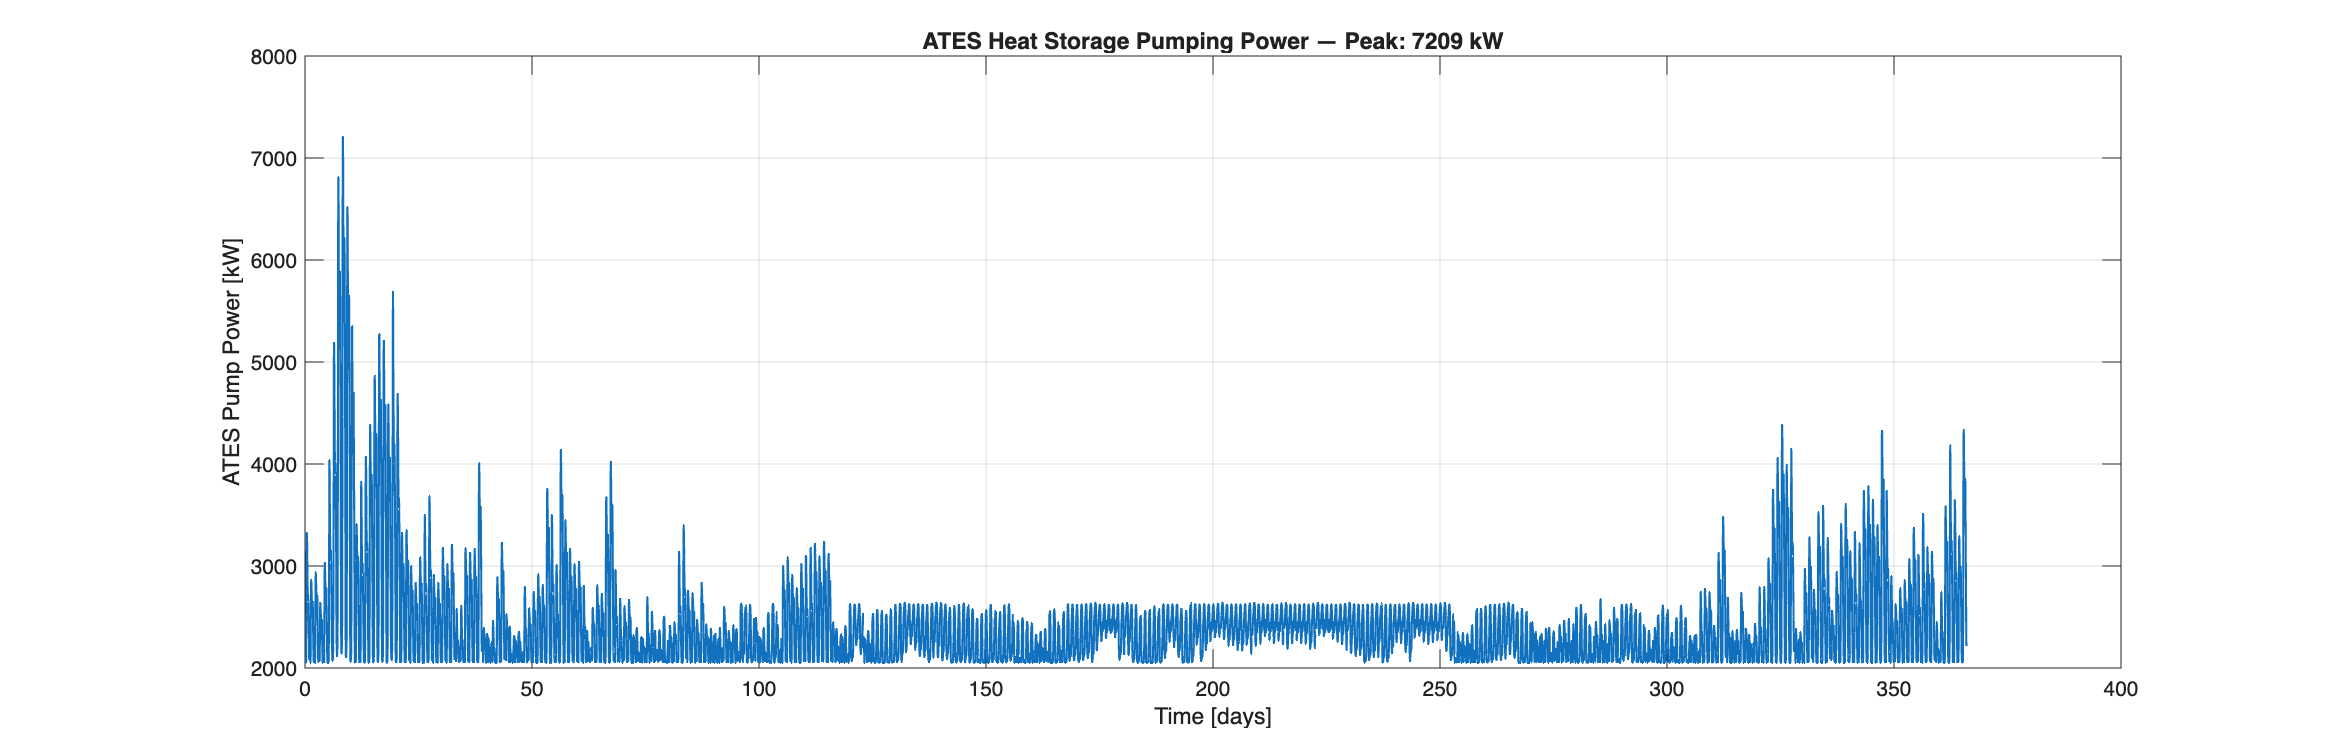 ATES Heat Storage Pumping Power — Peak: 7209 kW
8000
7000
6000
5000
4000
3000
2000
ATES Pump Power [kW]
0 50 100 150 200 250 300 350 400
Time [days]